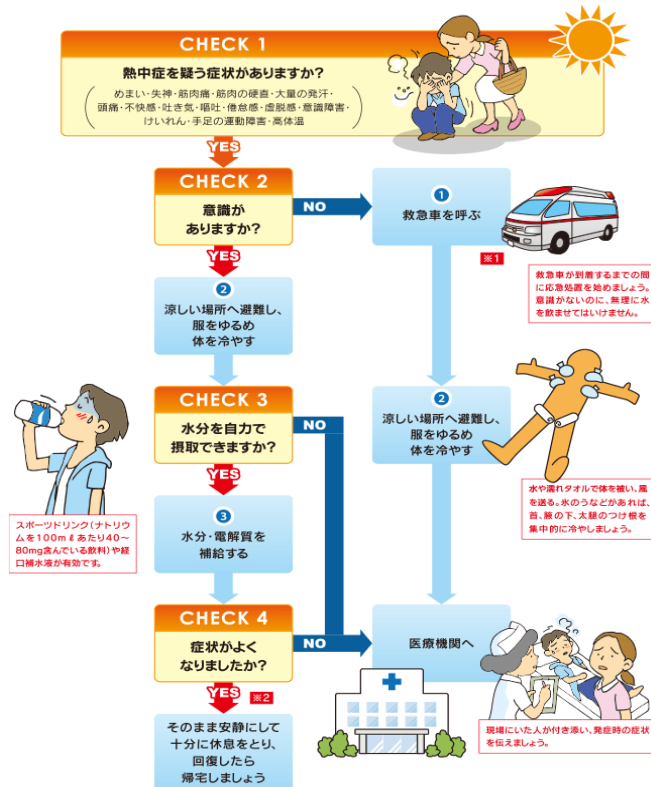 CHECK 1
熱中症を疑う症状がありますか?
めまい・失神・筋肉痛・筋肉の硬直・大量の発汗・
頭痛・不快感・吐き気・嘔吐・倦怠感・虚脱感・意識障害・
けいれん・手足の運動障害・高体温
YES
CHECK 2
意識が
ありますか?
NO
1
救急車を呼ぶ
※1
救急車が到着するまでの間
に応急処置を始めましょう。
意識がないのに、無理に水
を飲ませてはいけません。
YES
2
涼しい場所へ避難し、
服をゆるめ
体を冷やす
2
涼しい場所へ避難し、
服をゆるめ
体を冷やす
水や濡れタオルで体を被い、風
を送る。氷のうなどがあれば、
首、腋の下、太腿のつけ根を
集中的に冷やしましょう。
CHECK 3
水分を自力で
摂取できますか?
NO
YES
スポーツドリンク(ナトリウ
ムを100mℓあたり40〜
80mg含んでいる飲料)や経
口補水液が有効です。
3
水分・電解質を
補給する
CHECK 4
症状がよく
なりましたか?
NO
医療機関へ
YES
※2
そのまま安静にして
十分に休息をとり、
回復したら
帰宅しましょう
現場にいた人が付き添い、発症時の症状
を伝えましょう。